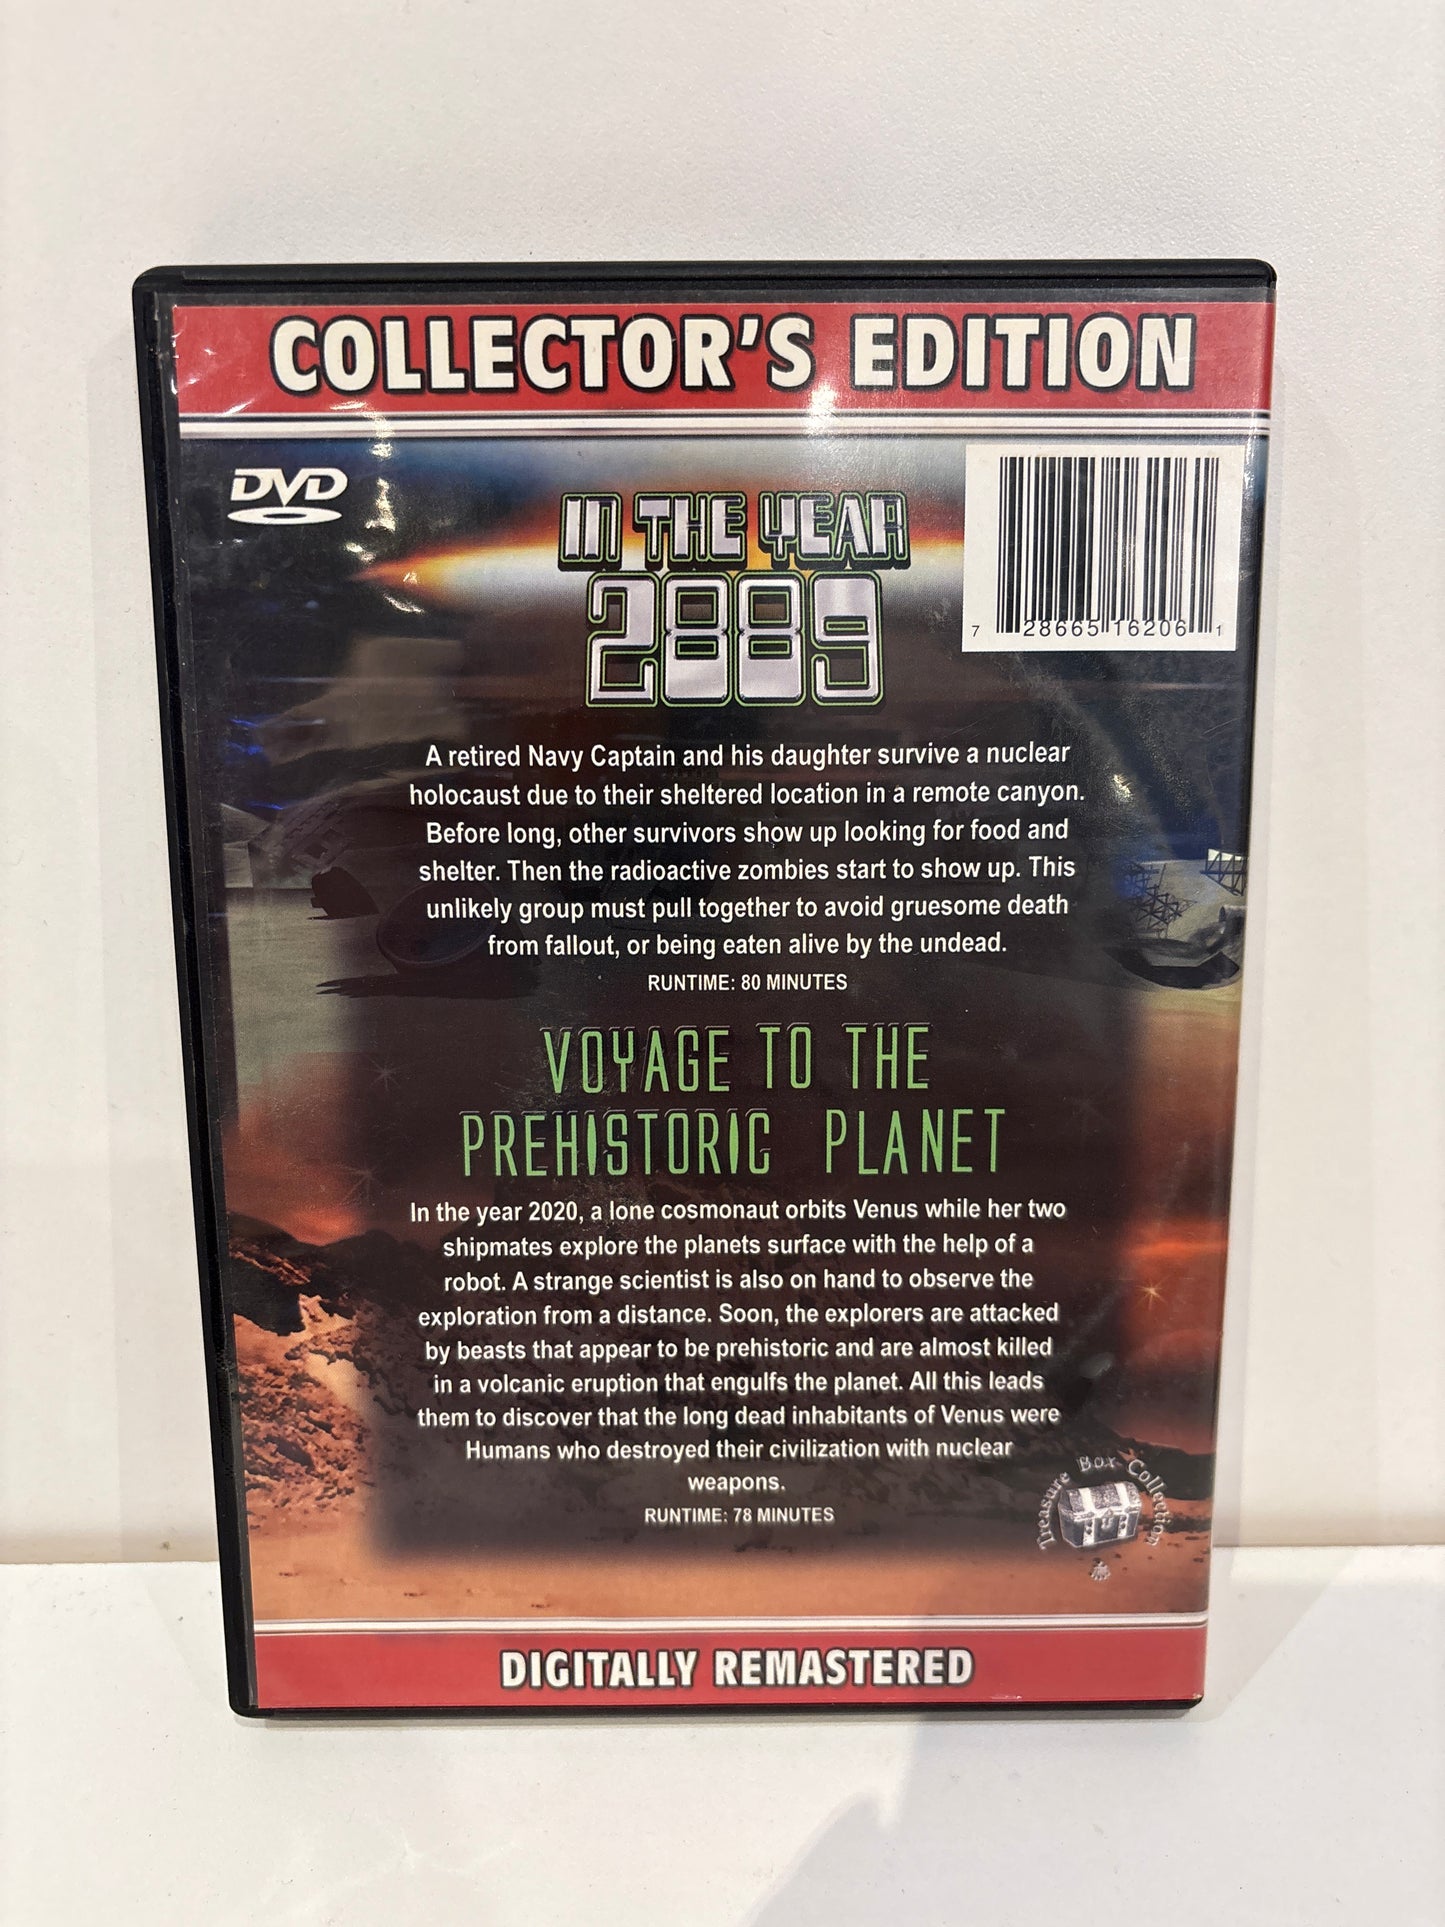 COLLECTOR'S EDITION
DVD
IN THE YEAR
2889
7 28665 16206 1
A retired Navy Captain and his daughter survive a nuclear
holocaust due to their sheltered location in a remote canyon.
Before long, other survivors show up looking for food and
shelter. Then the radioactive zombies start to show up. This
unlikely group must pull together to avoid gruesome death
from fallout, or being eaten alive by the undead.
RUNTIME: 80 MINUTES
VOYAGE TO THE
PREHISTORIC PLANET
In the year 2020, a lone cosmonaut orbits Venus while her two
shipmates explore the planets surface with the help of a
robot. A strange scientist is also on hand to observe the
exploration from a distance. Soon, the explorers are attacked
by beasts that appear to be prehistoric and are almost killed
in a volcanic eruption that engulfs the planet. All this leads
them to discover that the long dead inhabitants of Venus were
Humans who destroyed their civilization with nuclear
weapons.
RUNTIME: 78 MINUTES
Treasure Box Collection
DIGITALLY REMASTERED